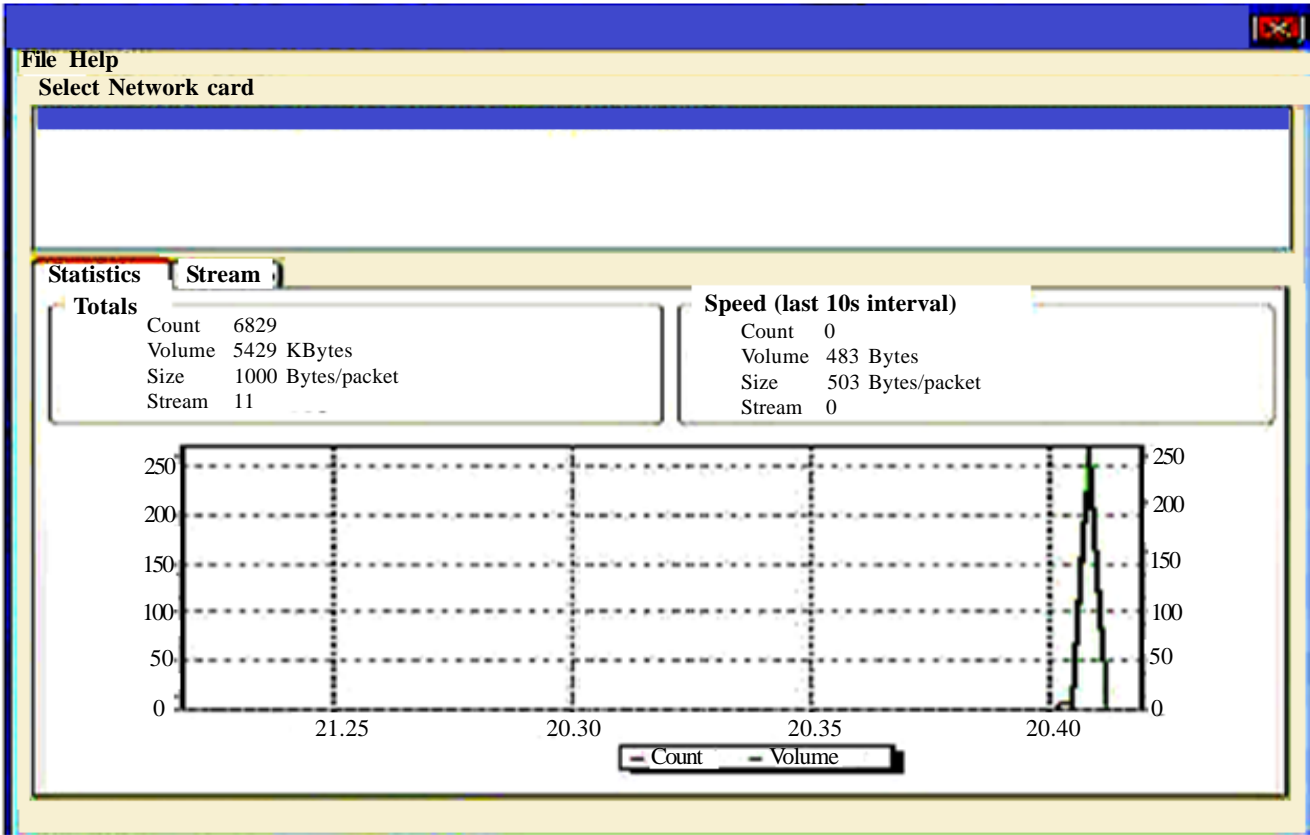 File Help
Select Network card
Statistics Stream
Totals
Count 6829
Volume 5429 KBytes
Size 1000 Bytes/packet
Stream 11
Speed (last 10s interval)
Count 0
Volume 483 Bytes
Size 503 Bytes/packet
Stream 0
250 250
200 200
150 150
100 100
50 50
0 0
21.25 20.30 20.35 20.40
Count Volume